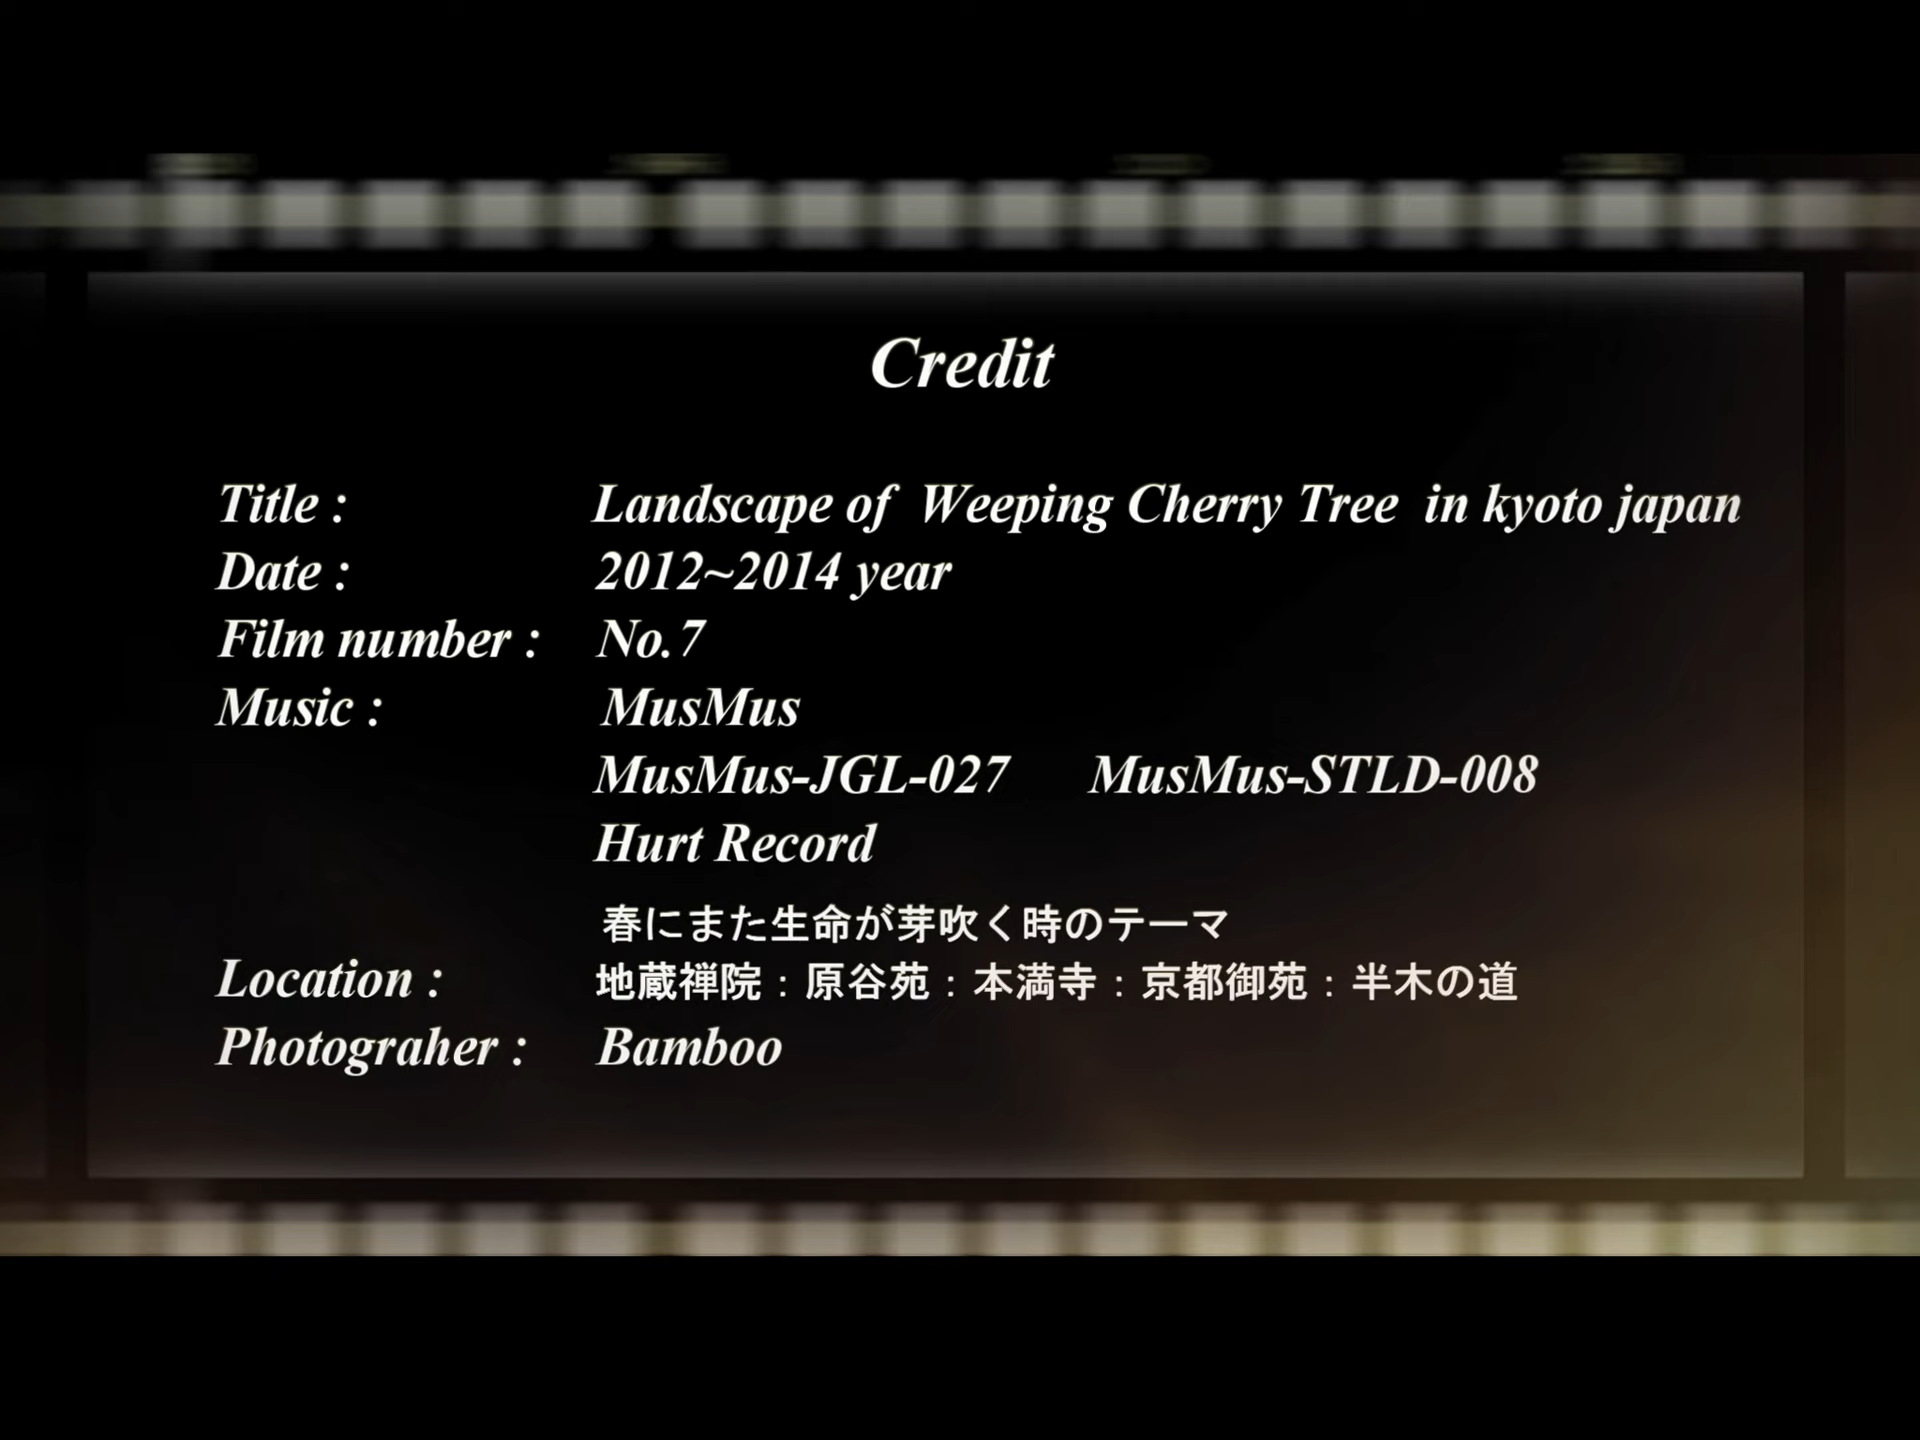 Credit
Title : Landscape of Weeping Cherry Tree in kyoto japan
Date : 2012~2014 year
Film number : No.7
Music : MusMus
MusMus-JGL-027 MusMus-STLD-008
Hurt Record
春にまた生命が芽吹く時のテーマ
Location : 地蔵禅院：原谷苑：本満寺：京都御苑：半木の道
Photograher : Bamboo